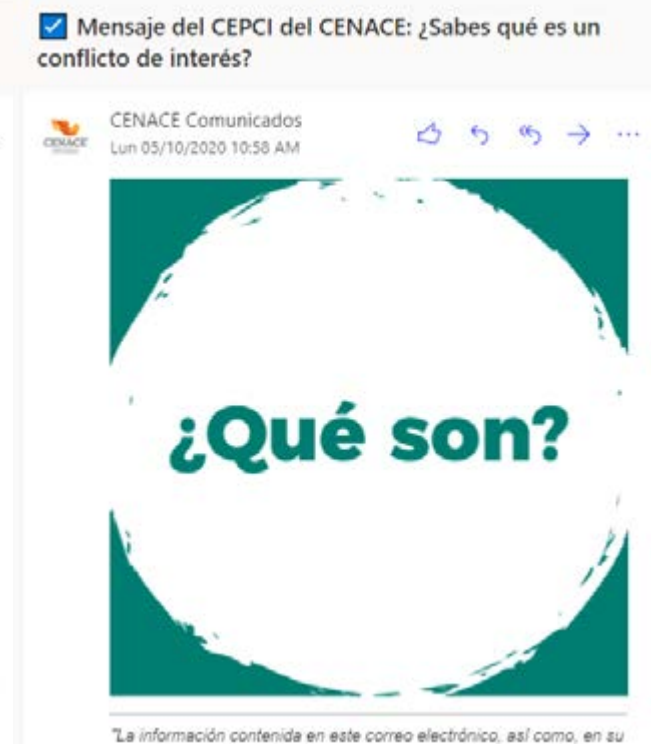 ☑ Mensaje del CEPCI del CENACE: ¿Sabes qué es un
conflicto de interés?
CENACE
CENACE Comunicados
Lun 05/10/2020 10:58 AM
¿Qué son?
"La información contenida en este correo electrónico, así como, en su